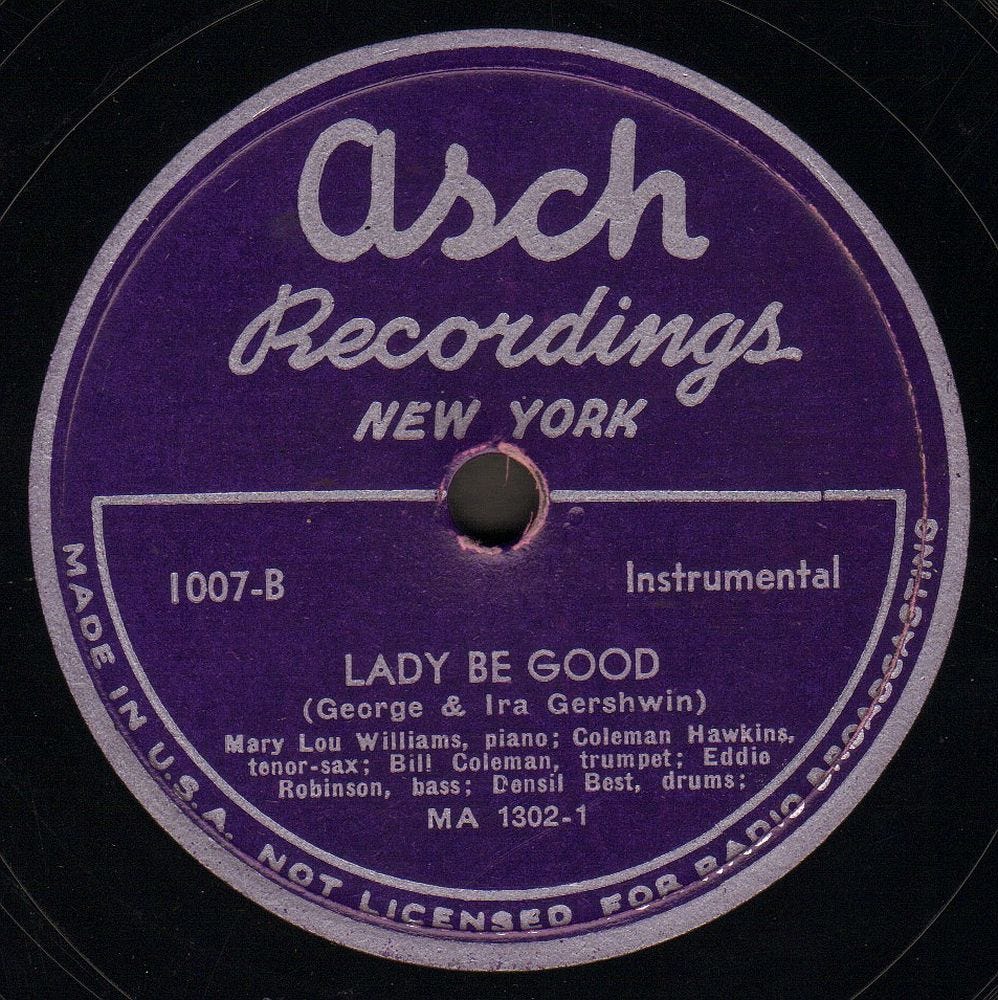 asch
Recordings
NEW YORK
1007-B
Instrumental
LADY BE GOOD
(George & Ira Gershwin)
Mary Lou Williams, piano; Coleman Hawkins,
tenor-sax; Bill Coleman, trumpet; Eddie
Robinson, bass; Densil Best, drums;
MA 1302-1
MADE IN U.S.A. NOT LICENSED FOR RADIO BROADCASTING